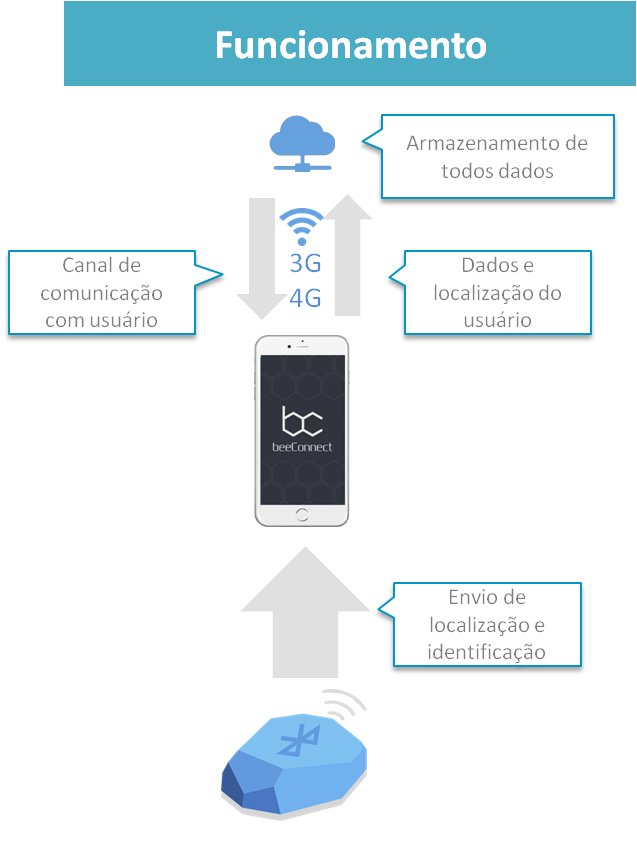 Funcionamento
Armazenamento de
todos dados
Canal de
comunicação
com usuário
3G
4G
Dados e
localização do
usuário
bc
beeConnect
Envio de
localização e
identificação